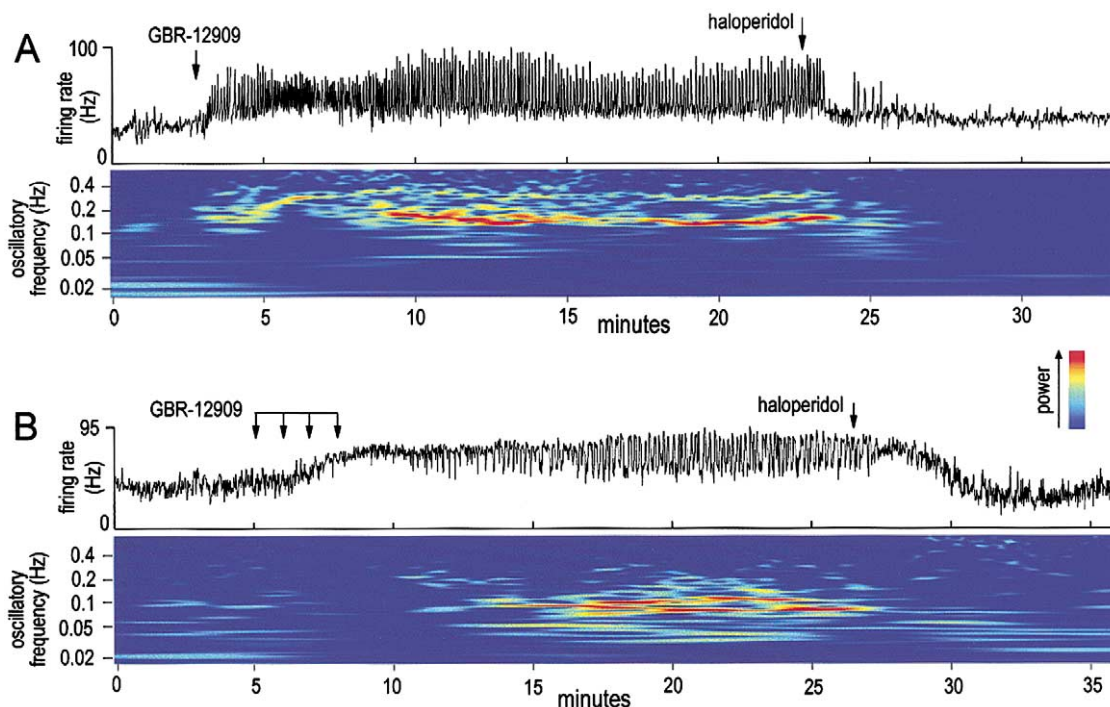 A
GBR-12909
haloperidol
100
firing rate
(Hz)
0
oscillatory
frequency (Hz)
0.4
0.2
0.1
0.05
0.02
0 5 10 15 20 25 30
minutes
power
B
GBR-12909
haloperidol
95
firing rate
(Hz)
0
oscillatory
frequency (Hz)
0.4
0.2
0.1
0.05
0.02
0 5 10 15 20 25 30 35
minutes